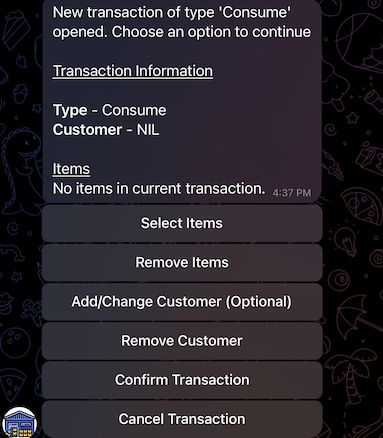 New transaction of type 'Consume'
opened. Choose an option to continue
Transaction Information
Type - Consume
Customer - NIL
Items
No items in current transaction. 4:37 PM
Select Items
Remove Items
Add/Change Customer (Optional)
Remove Customer
Confirm Transaction
Cancel Transaction